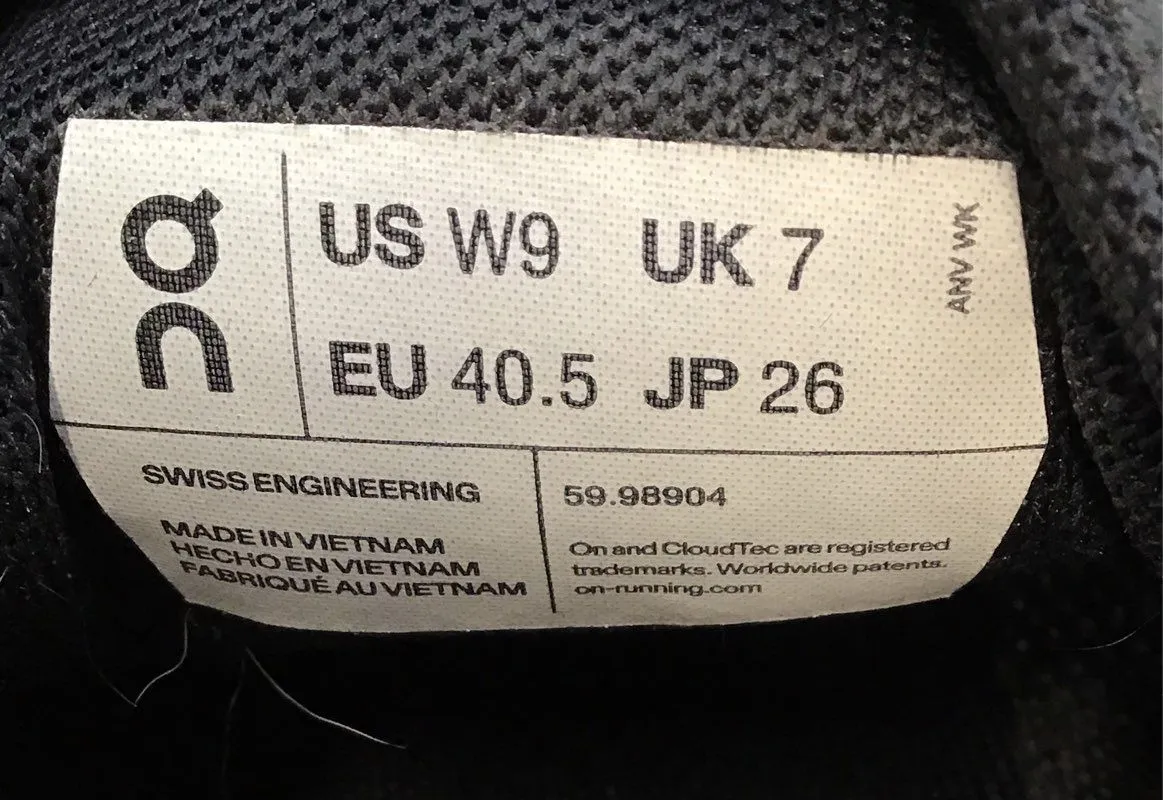 On
US W9 UK 7
EU 40.5 JP 26
ANV WK
SWISS ENGINEERING
MADE IN VIETNAM
HECHO EN VIETNAM
FABRIQUÉ AU VIETNAM
59.98904
On and CloudTec are registered
trademarks. Worldwide patents.
on-running.com